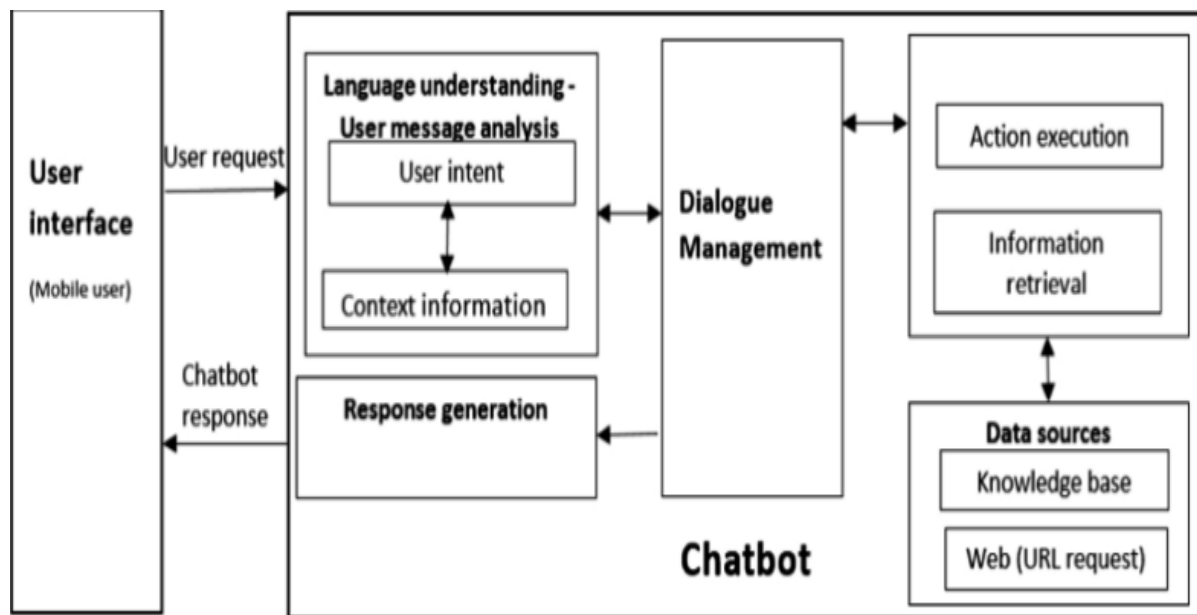 User
interface
(Mobile user)
User request
Chatbot
response
Language understanding -
User message analysis
User intent
Context information
Response generation
Dialogue
Management
Action execution
Information
retrieval
Data sources
Knowledge base
Web (URL request)
Chatbot